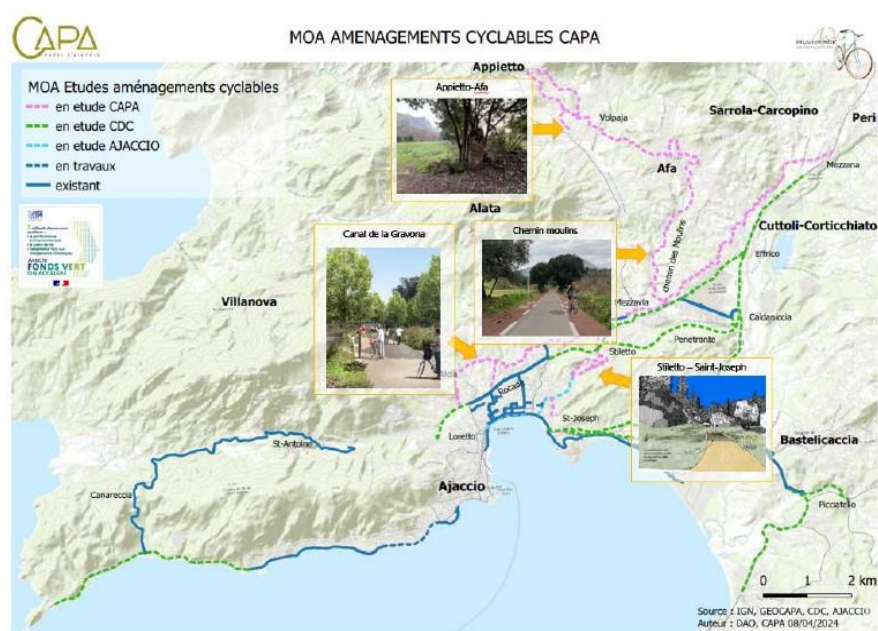 CAPA
PAESI D'AIACCIU
MOA AMENAGEMENTS CYCLABLES CAPA
MOA Etudes aménagements cyclables
en etude CAPA
en etude CDC
en etude AJACCIO
en travaux
existant
FONDS VERT
Appietto
Appietto-Afa
Volpaja
Sarrola-Carcopino
Peri
Mezzana
Afa
Alata
Cuttoli-Corticchiato
Canal de la Gravona
Chemin moulins
chemin des Moulins
Effrico
Villanova
Mezzavia
Caldaniccia
Penetrante
Stiletto
Stiletto – Saint-Joseph
Rocade
St-Joseph
Loretto
St-Antoine
Bastelicaccia
Ajaccio
Canareccia
Picciatello
0 1 2 km
Source : IGN, GEOCAPA, CDC, AJACCIO
Auteur : DAO, CAPA 08/04/2024